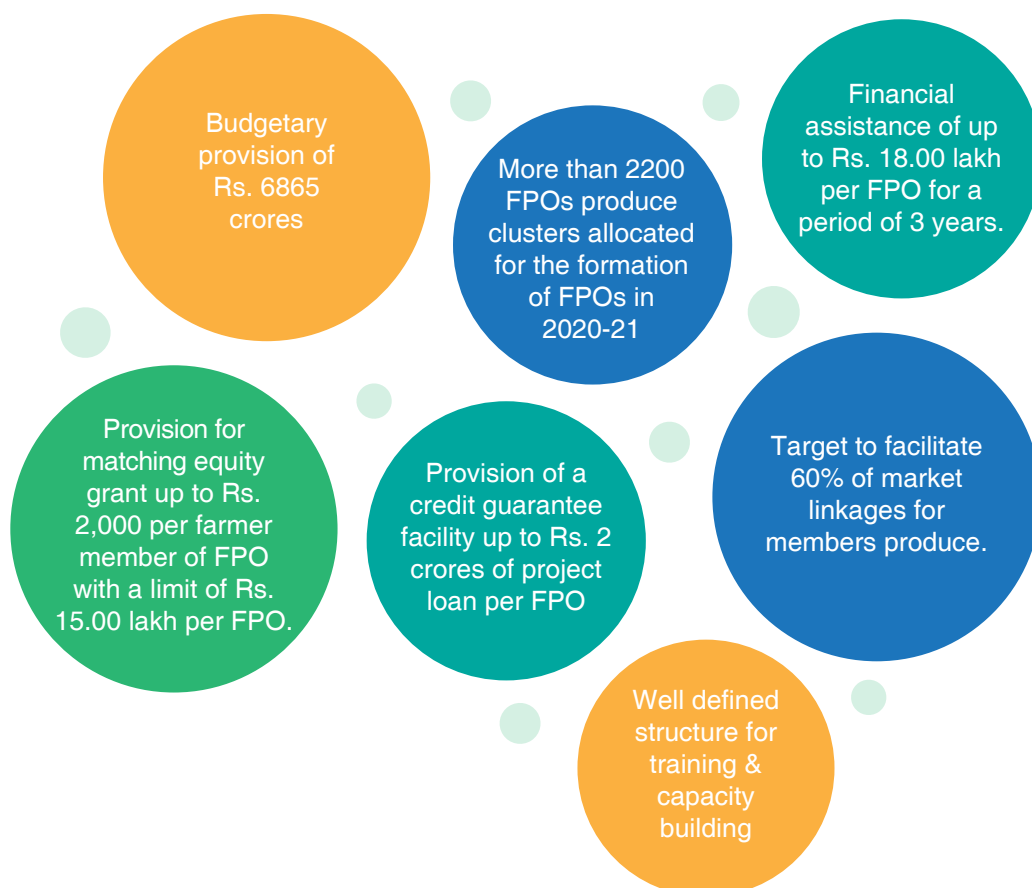 Budgetary
provision of
Rs. 6865
crores
More than 2200
FPOs produce
clusters allocated
for the formation
of FPOs in
2020-21
Financial
assistance of up
to Rs. 18.00 lakh
per FPO for a
period of 3 years.
Provision for
matching equity
grant up to Rs.
2,000 per farmer
member of FPO
with a limit of Rs.
15.00 lakh per FPO.
Provision of a
credit guarantee
facility up to Rs. 2
crores of project
loan per FPO
Target to facilitate
60% of market
linkages for
members produce.
Well defined
structure for
training &
capacity
building